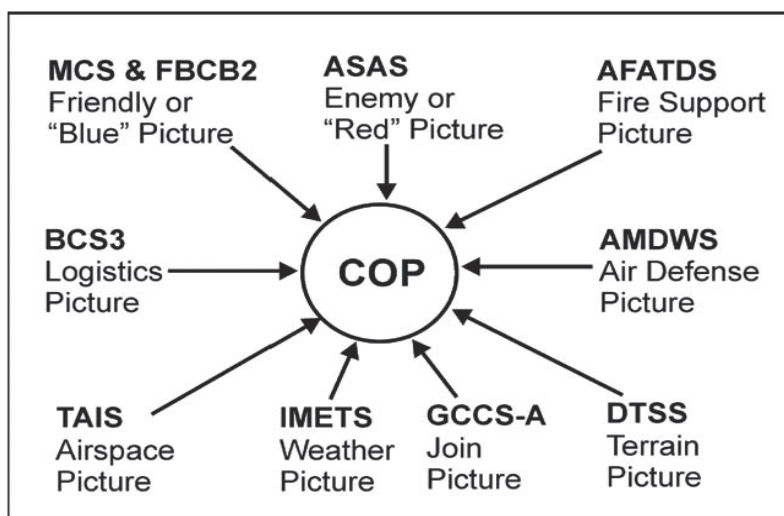 MCS & FBCB2
Friendly or
“Blue” Picture
ASAS
Enemy or
“Red” Picture
AFATDS
Fire Support
Picture
BCS3
Logistics
Picture
COP
AMDWS
Air Defense
Picture
TAIS
Airspace
Picture
IMETS
Weather
Picture
GCCS-A
Join
Picture
DTSS
Terrain
Picture